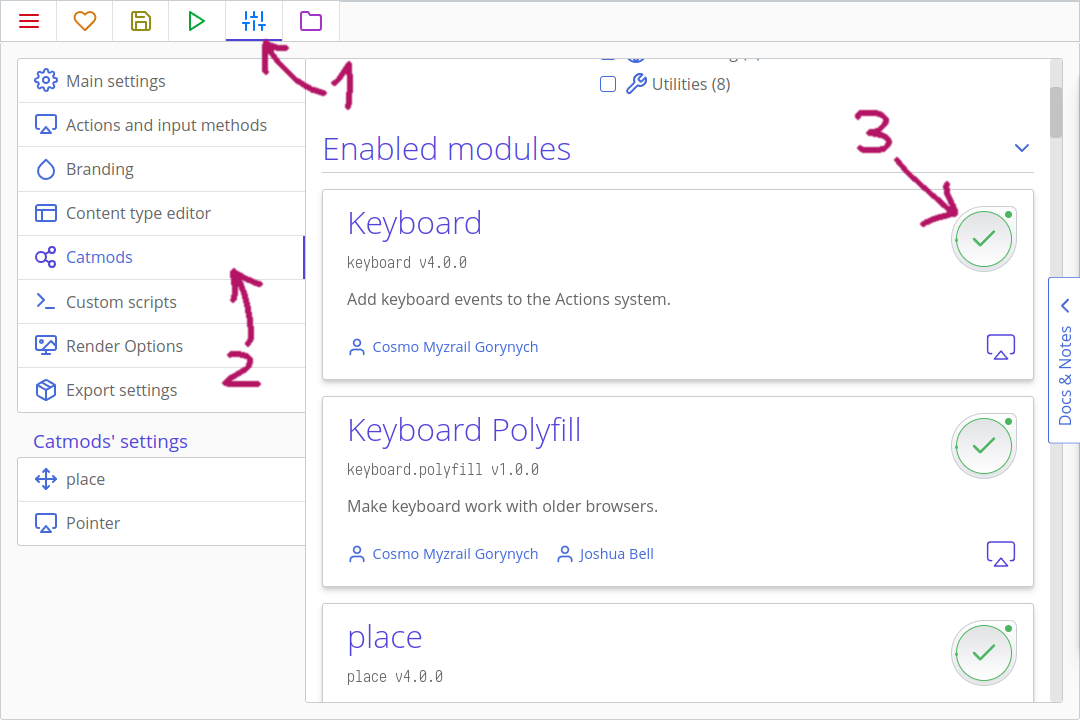 1
Main settings
Actions and input methods
Branding
Content type editor
Catmods
Custom scripts
Render Options
Export settings
2
Catmods' settings
place
Pointer
Utilities (8)
Enabled modules
3
Keyboard
keyboard v4.0.0
Add keyboard events to the Actions system.
Cosmo Myzrail Gorynych
Keyboard Polyfill
keyboard.polyfill v1.0.0
Make keyboard work with older browsers.
Cosmo Myzrail Gorynych Joshua Bell
place
place v4.0.0
Docs & Notes